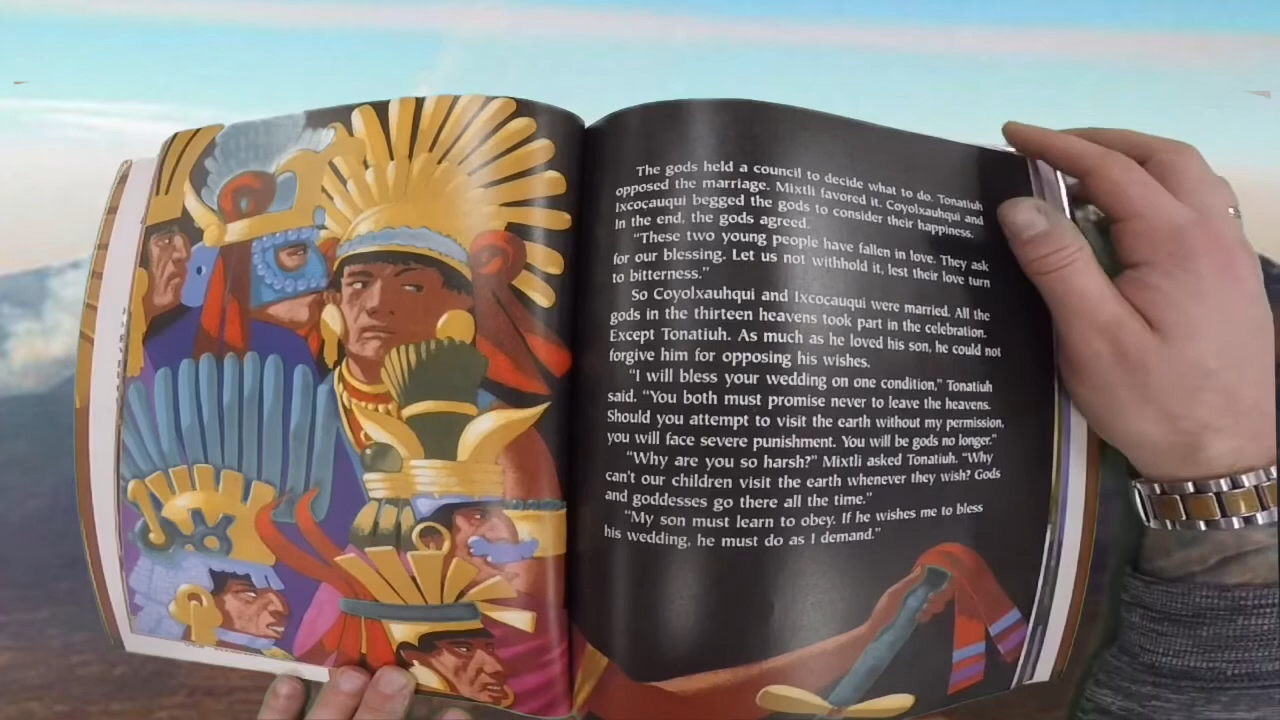 The gods held a council to decide what to do. Tonatiuh
opposed the marriage. Mixtli favored it. Coyolxauhqui and
Ixcocauqui begged the gods to consider their happiness.
In the end, the gods agreed.
"These two young people have fallen in love. They ask
for our blessing. Let us not withhold it, lest their love turn
to bitterness."
So Coyolxauhqui and Ixcocauqui were married. All the
gods in the thirteen heavens took part in the celebration.
Except Tonatiuh. As much as he loved his son, he could not
forgive him for opposing his wishes.
"I will bless your wedding on one condition," Tonatiuh
said. "You both must promise never to leave the heavens.
Should you attempt to visit the earth without my permission,
you will face severe punishment. You will be gods no longer."
"Why are you so harsh?" Mixtli asked Tonatiuh. "Why
can't our children visit the earth whenever they wish? Gods
and goddesses go there all the time."
"My son must learn to obey. If he wishes me to bless
his wedding, he must do as I demand."